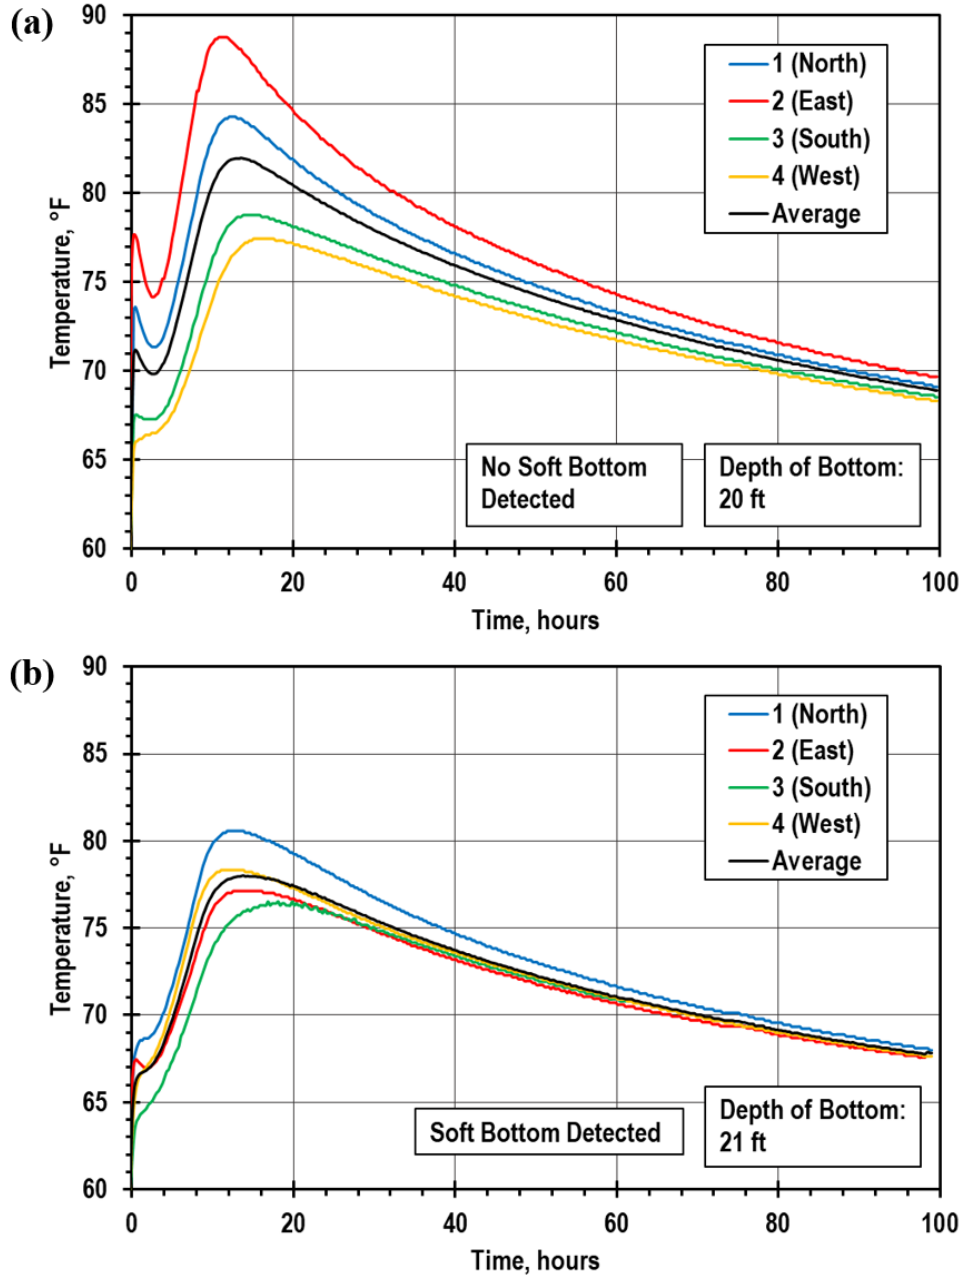 (a)
90
85
80
75
70
65
60
Temperature, °F
1 (North)
2 (East)
3 (South)
4 (West)
Average
No Soft Bottom
Detected
Depth of Bottom:
20 ft
0
20
40
60
80
100
Time, hours
(b)
90
85
80
75
70
65
60
Temperature, °F
1 (North)
2 (East)
3 (South)
4 (West)
Average
Soft Bottom Detected
Depth of Bottom:
21 ft
0
20
40
60
80
100
Time, hours